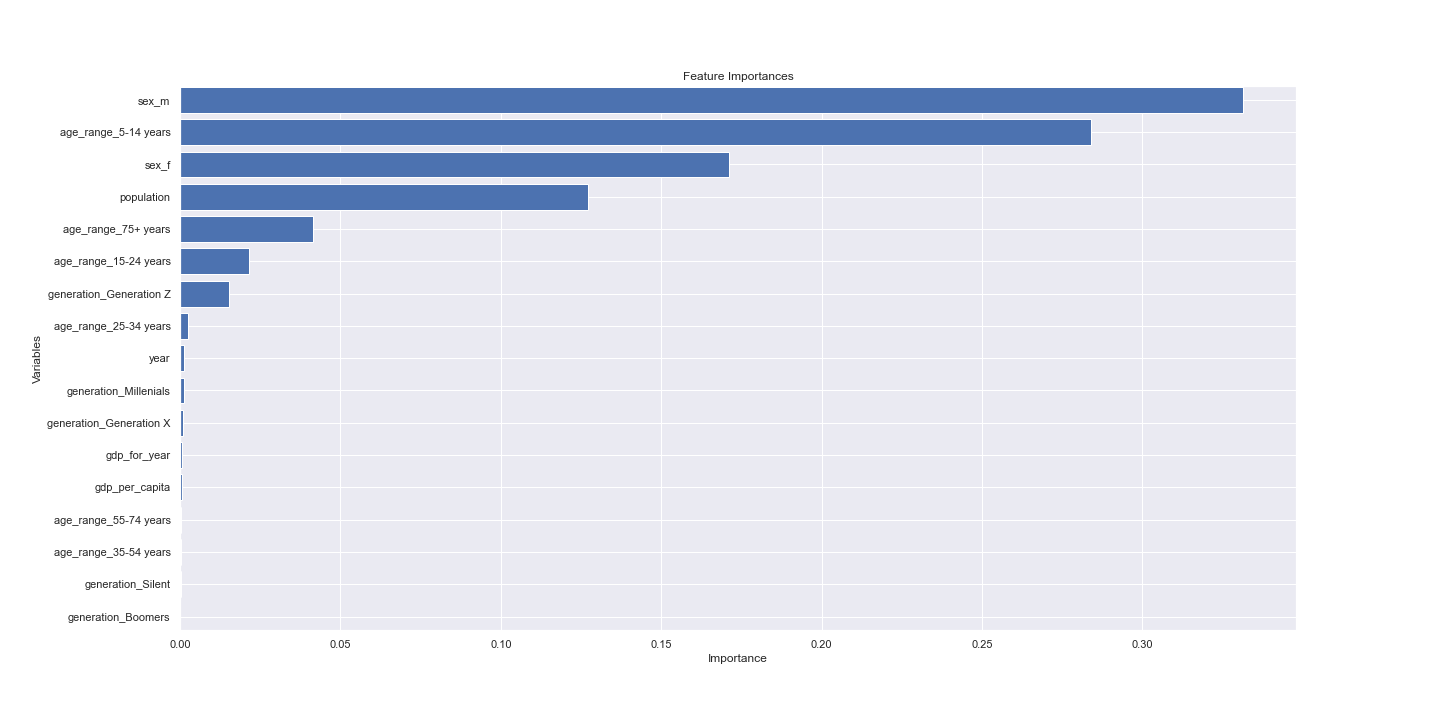 Feature Importances
sex_m
age_range_5-14 years
sex_f
population
age_range_75+ years
age_range_15-24 years
generation_Generation Z
age_range_25-34 years
year
generation_Millenials
generation_Generation X
gdp_for_year
gdp_per_capita
age_range_55-74 years
age_range_35-54 years
generation_Silent
generation_Boomers
Variables
0.00 0.05 0.10 0.15 0.20 0.25 0.30
Importance